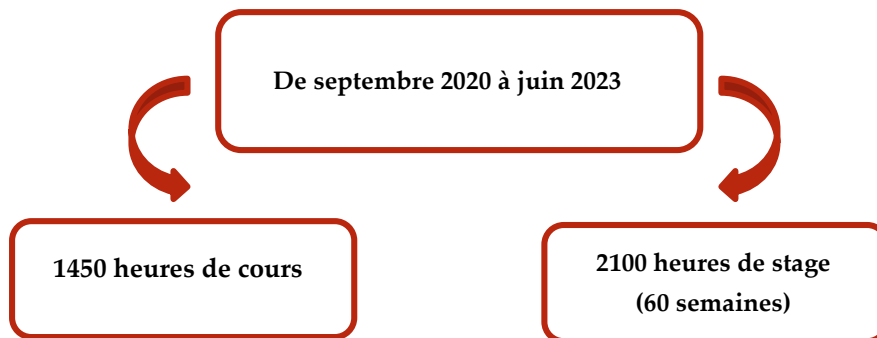 De septembre 2020 à juin 2023
1450 heures de cours
2100 heures de stage
(60 semaines)